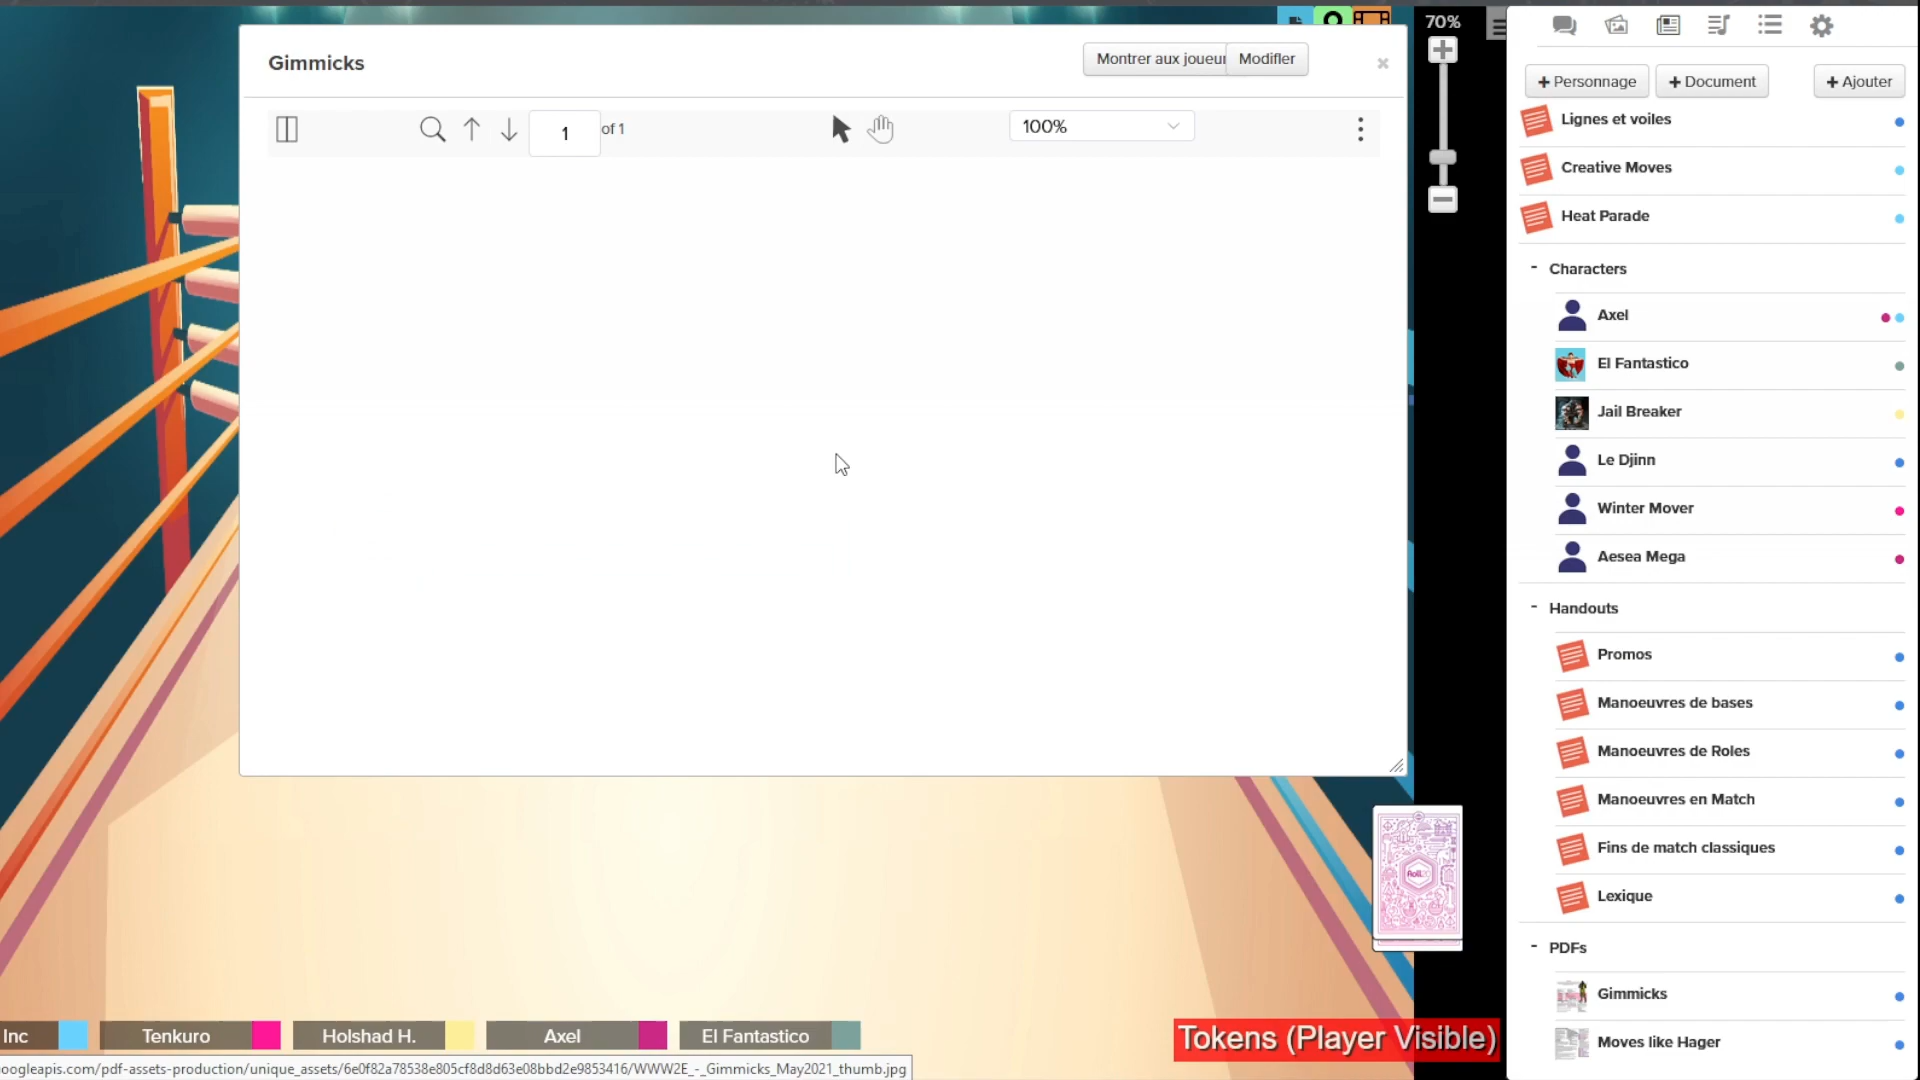 70%
Gimmicks
Montrer aux joueur
Modifier
×
1
of 1
100%
+ Personnage
+ Document
+ Ajouter
Lignes et voiles
Creative Moves
Heat Parade
- Characters
Axel
El Fantastico
Jail Breaker
Le Djinn
Winter Mover
Aesea Mega
- Handouts
Promos
Manoeuvres de bases
Manoeuvres de Roles
Manoeuvres en Match
Fins de match classiques
Lexique
- PDFs
Gimmicks
Moves like Hager
Roll20
Inc
Tenkuro
Holshad H.
Axel
El Fantastico
Tokens (Player Visible)
oogleapis.com/pdf-assets-production/unique_assets/6e0f82a78538e805cf8d8d63e08bbd2e9853416/WWW2E_-_Gimmicks_May2021_thumb.jpg